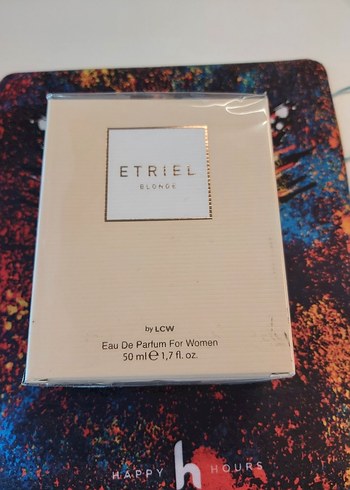 ETRIEL
BLONDE
by LCW
Eau De Parfum For Women
50 ml ℮ 1,7 fl. oz.
HAPPY h HOURS